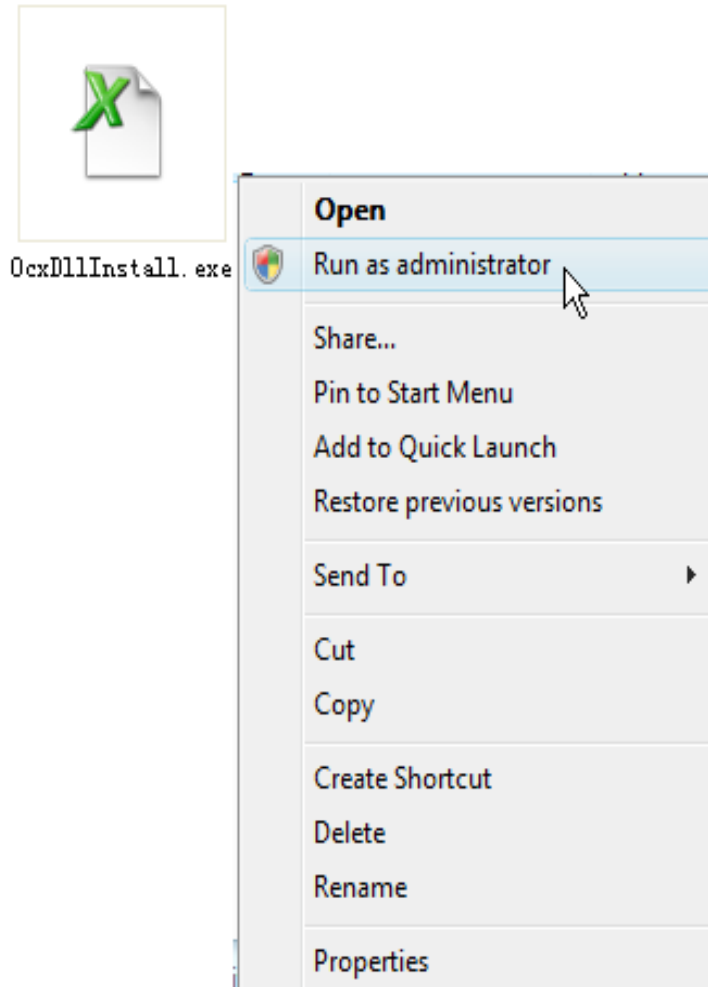 OcxDllInstall.exe
Open
Run as administrator
Share...
Pin to Start Menu
Add to Quick Launch
Restore previous versions
Send To
Cut
Copy
Create Shortcut
Delete
Rename
Properties